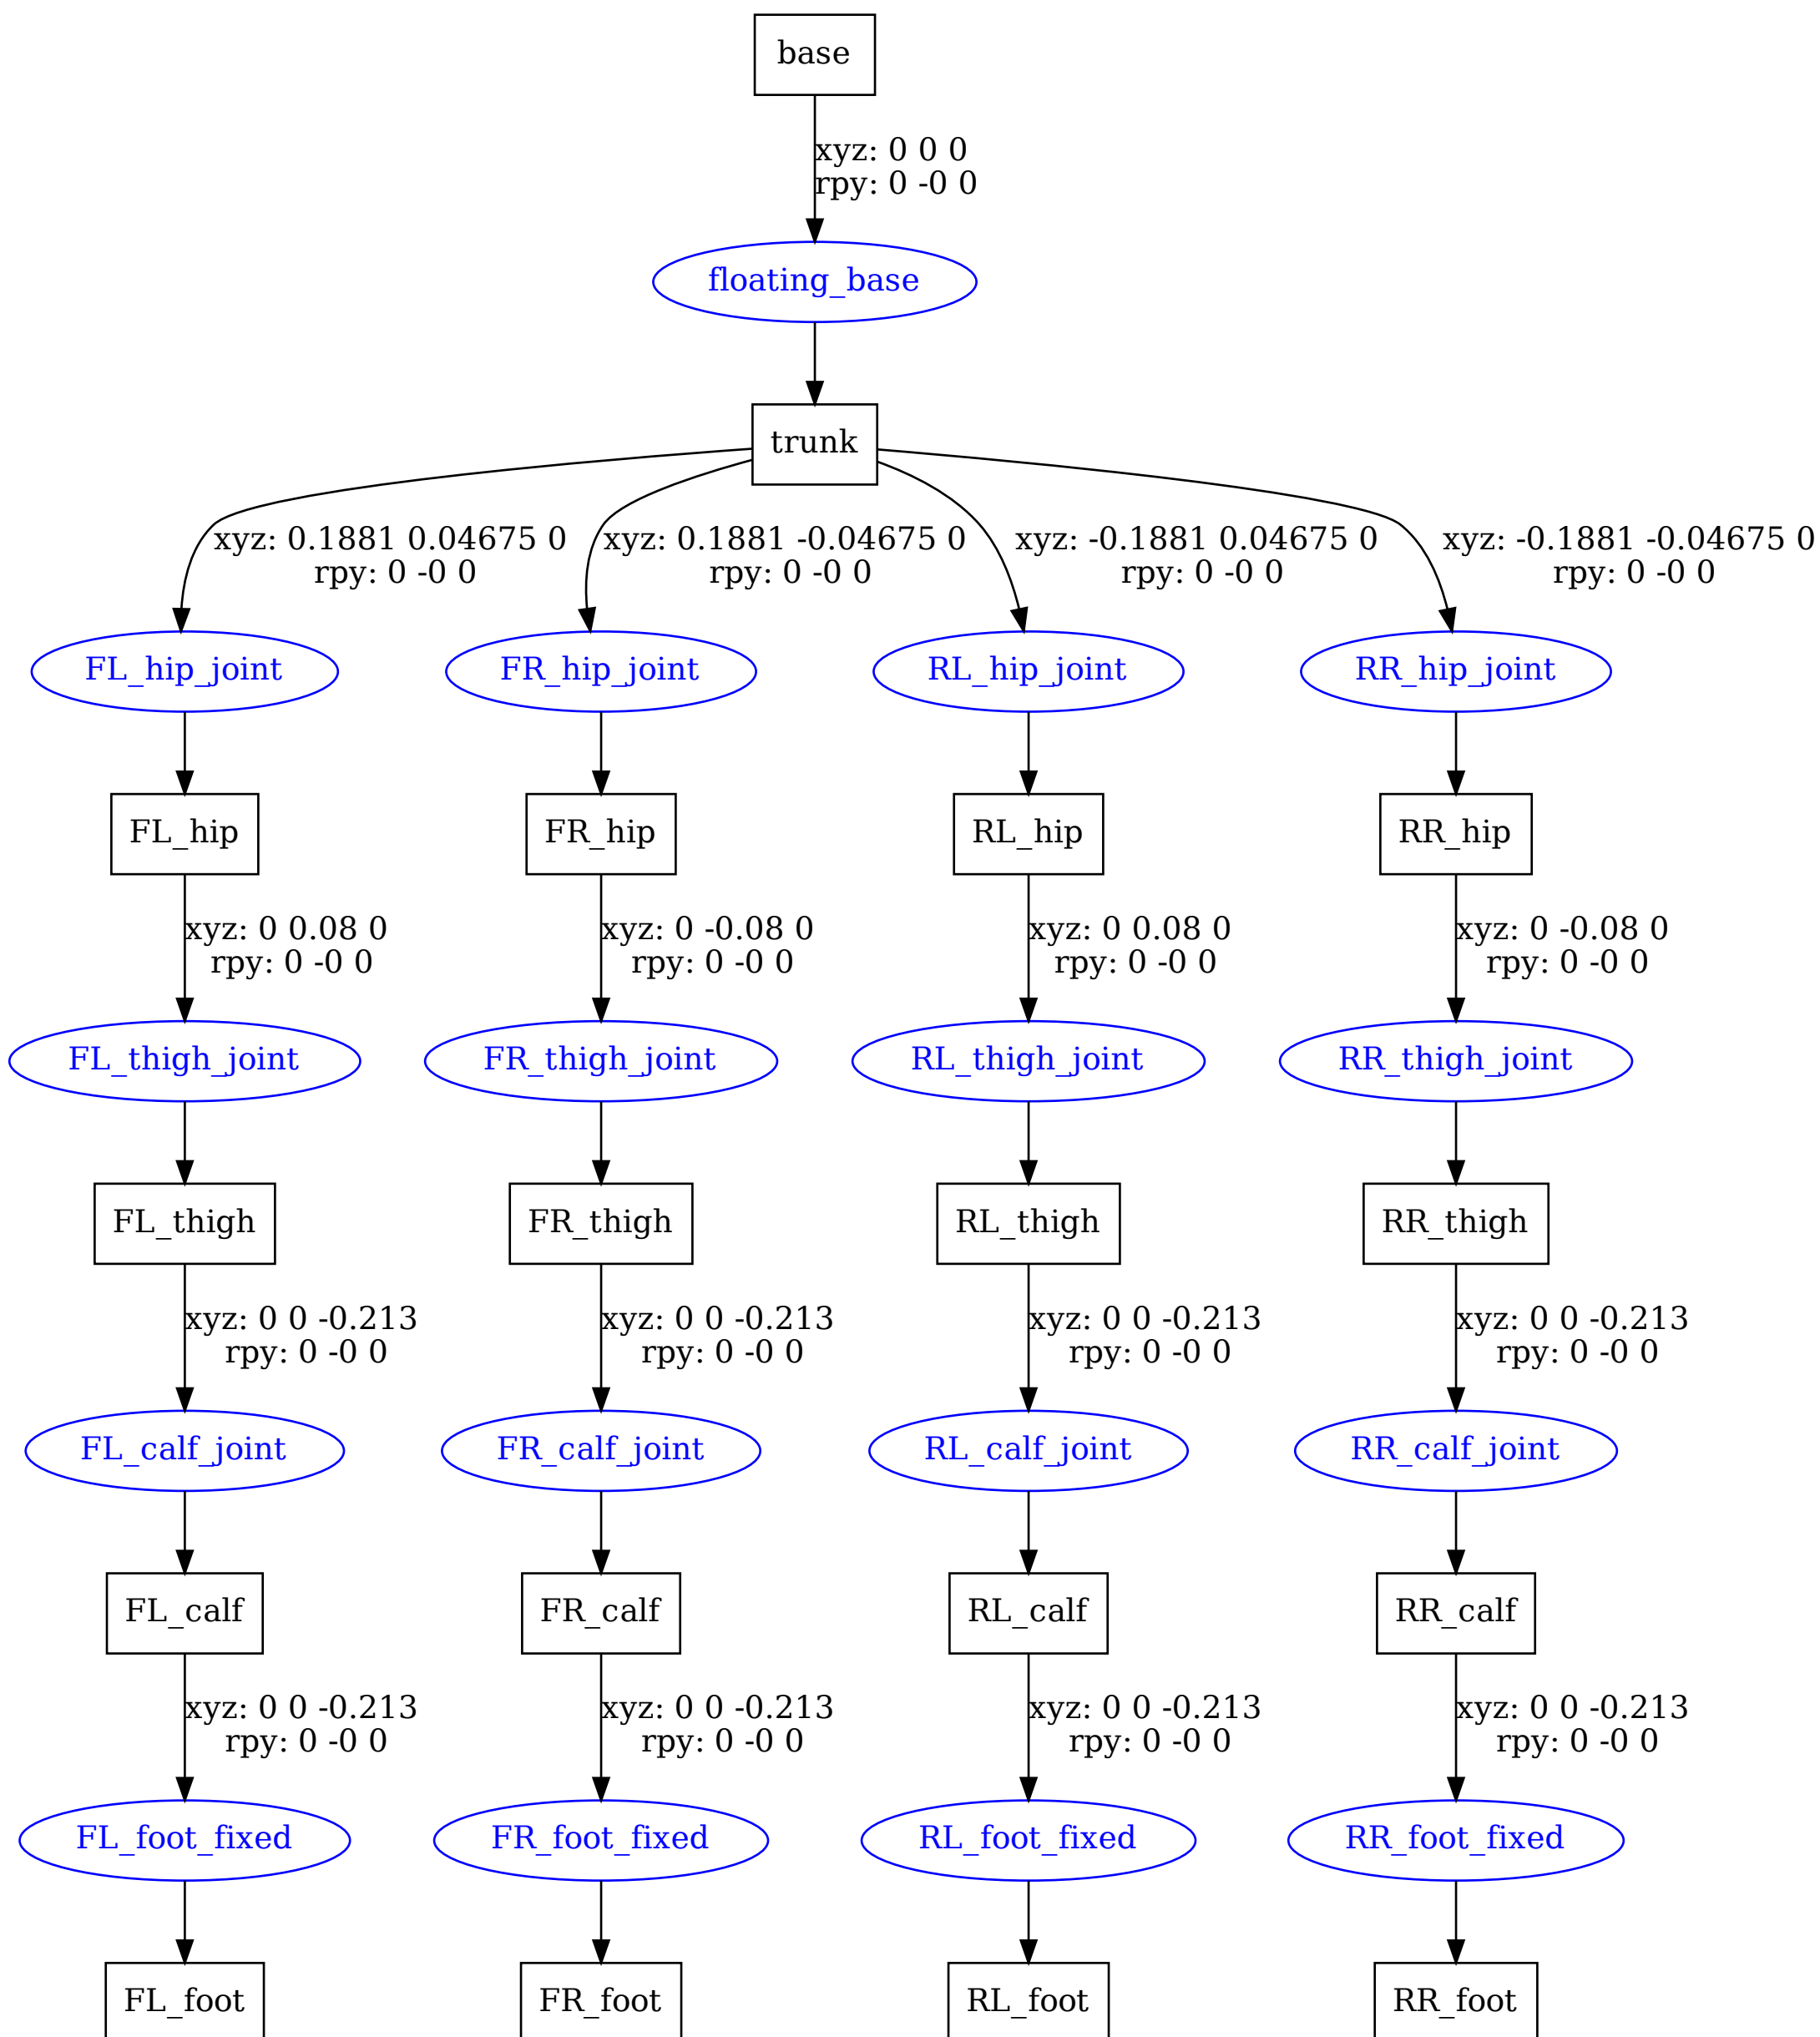 base
xyz: 0 0 0
rpy: 0 -0 0
floating_base
trunk
xyz: 0.1881 0.04675 0
rpy: 0 -0 0
xyz: 0.1881 -0.04675 0
rpy: 0 -0 0
xyz: -0.1881 0.04675 0
rpy: 0 -0 0
xyz: -0.1881 -0.04675 0
rpy: 0 -0 0
FL_hip_joint
FR_hip_joint
RL_hip_joint
RR_hip_joint
FL_hip
FR_hip
RL_hip
RR_hip
xyz: 0 0.08 0
rpy: 0 -0 0
xyz: 0 -0.08 0
rpy: 0 -0 0
xyz: 0 0.08 0
rpy: 0 -0 0
xyz: 0 -0.08 0
rpy: 0 -0 0
FL_thigh_joint
FR_thigh_joint
RL_thigh_joint
RR_thigh_joint
FL_thigh
FR_thigh
RL_thigh
RR_thigh
xyz: 0 0 -0.213
rpy: 0 -0 0
xyz: 0 0 -0.213
rpy: 0 -0 0
xyz: 0 0 -0.213
rpy: 0 -0 0
xyz: 0 0 -0.213
rpy: 0 -0 0
FL_calf_joint
FR_calf_joint
RL_calf_joint
RR_calf_joint
FL_calf
FR_calf
RL_calf
RR_calf
xyz: 0 0 -0.213
rpy: 0 -0 0
xyz: 0 0 -0.213
rpy: 0 -0 0
xyz: 0 0 -0.213
rpy: 0 -0 0
xyz: 0 0 -0.213
rpy: 0 -0 0
FL_foot_fixed
FR_foot_fixed
RL_foot_fixed
RR_foot_fixed
FL_foot
FR_foot
RL_foot
RR_foot